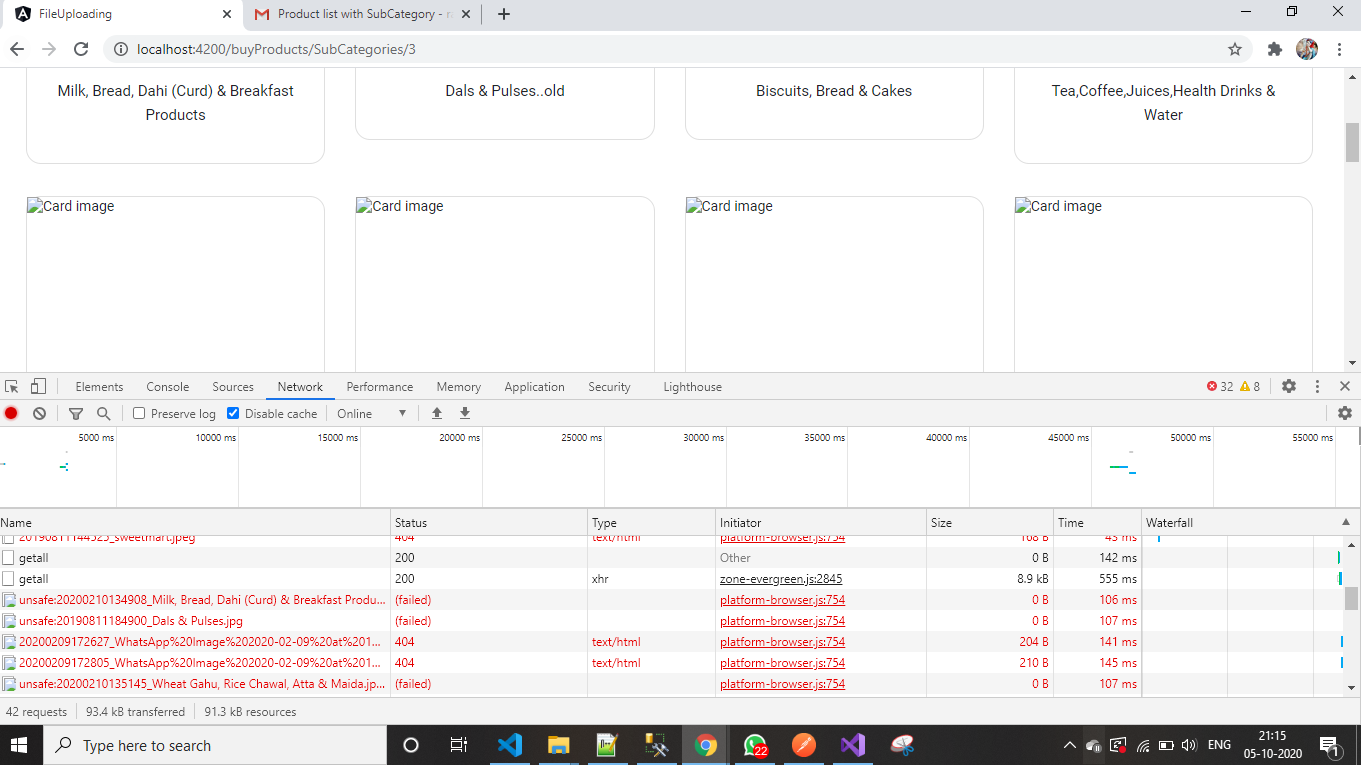 FileUploading
Product list with SubCategory -
localhost:4200/buyProducts/SubCategories/3
Milk, Bread, Dahi (Curd) & Breakfast
Products
Dals & Pulses..old
Biscuits, Bread & Cakes
Tea,Coffee,Juices,Health Drinks &
Water
Card image Card image Card image Card image
Elements Console Sources Network Performance Memory Application Security Lighthouse 32 8
Preserve log Disable cache Online
5000 ms 10000 ms 15000 ms 20000 ms 25000 ms 30000 ms 35000 ms 40000 ms 45000 ms 50000 ms 55000 ms
Name Status Type Initiator Size Time Waterfall
20190811144525_sweetmart.jpeg 404 text/html platform-browser.js:754 168 B 43 ms
getall 200 Other 0 B 142 ms
getall 200 xhr zone-evergreen.js:2845 8.9 kB 555 ms
unsafe:20200210134908_Milk, Bread, Dahi (Curd) & Breakfast Produ... (failed) platform-browser.js:754 0 B 106 ms
unsafe:20190811184900_Dals & Pulses.jpg (failed) platform-browser.js:754 0 B 107 ms
20200209172627_WhatsApp%20Image%202020-02-09%20at%201... 404 text/html platform-browser.js:754 204 B 141 ms
20200209172805_WhatsApp%20Image%202020-02-09%20at%201... 404 text/html platform-browser.js:754 210 B 145 ms
unsafe:20200210135145_Wheat Gahu, Rice Chawal, Atta & Maida.jp... (failed) platform-browser.js:754 0 B 107 ms
42 requests 93.4 kB transferred 91.3 kB resources
Type here to search
22
ENG
21:15
05-10-2020
1